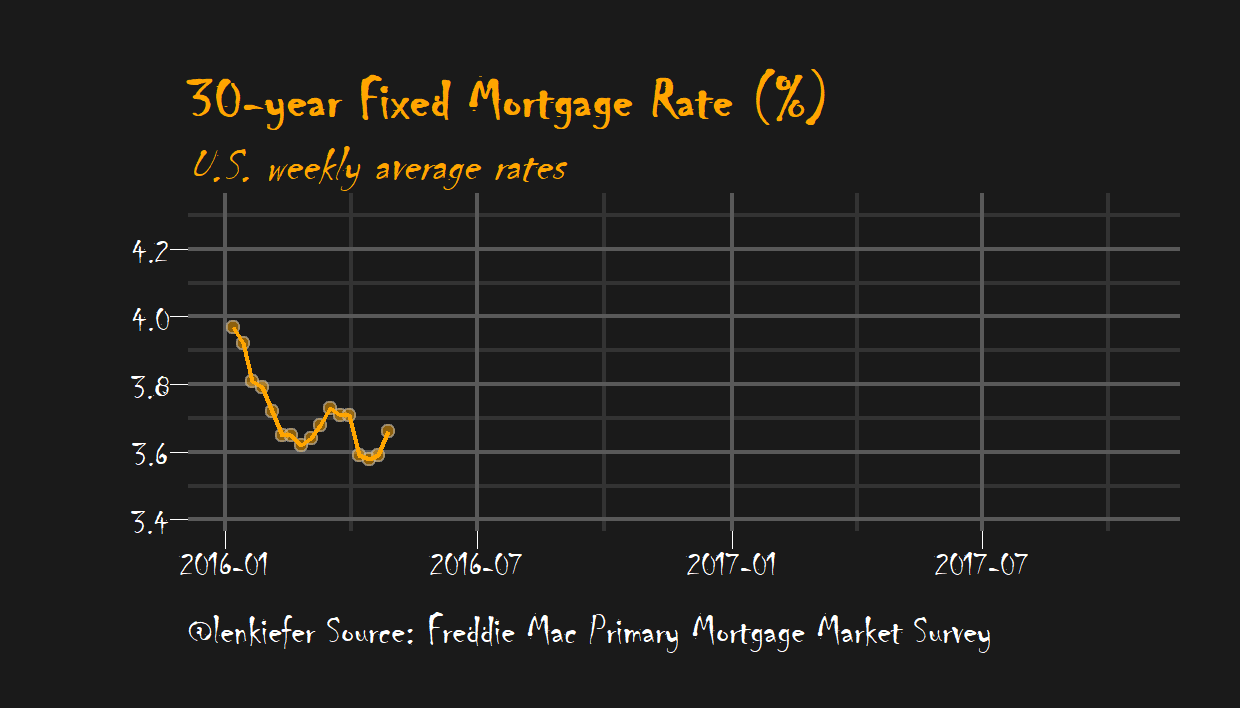 30-year Fixed Mortgage Rate (%)
U.S. weekly average rates
4.2
4.0
3.8
3.6
3.4
2016-01 2016-07 2017-01 2017-07
@lenkiefer Source: Freddie Mac Primary Mortgage Market Survey